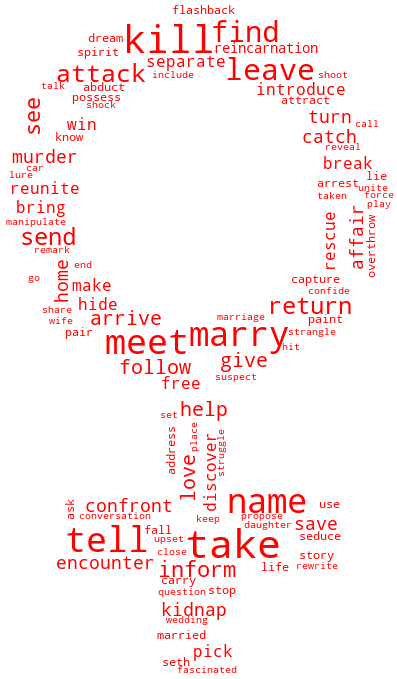 flashback
kill find
dream
spirit reincarnation
separate
attack include leave shoot
talk abduct introduce
possess attract
shock
see win turn call
know catch
reveal
murder break
car
lure lie
reunite arrest unite
taken force
bring play
manipulate
send rescue affair overthrow
remark
home end
go make capture
confide
share hide return
wife arrive marriage paint
pair meet marry strangle
hit
follow give
suspect
free
set help
address love place discover struggle
ask confront name use
conversation keep propose
daughter save
tell fall take seduce
upset
close story
encounter inform life rewrite
carry
question stop
kidnap
wedding
married
pick
seth
fascinated